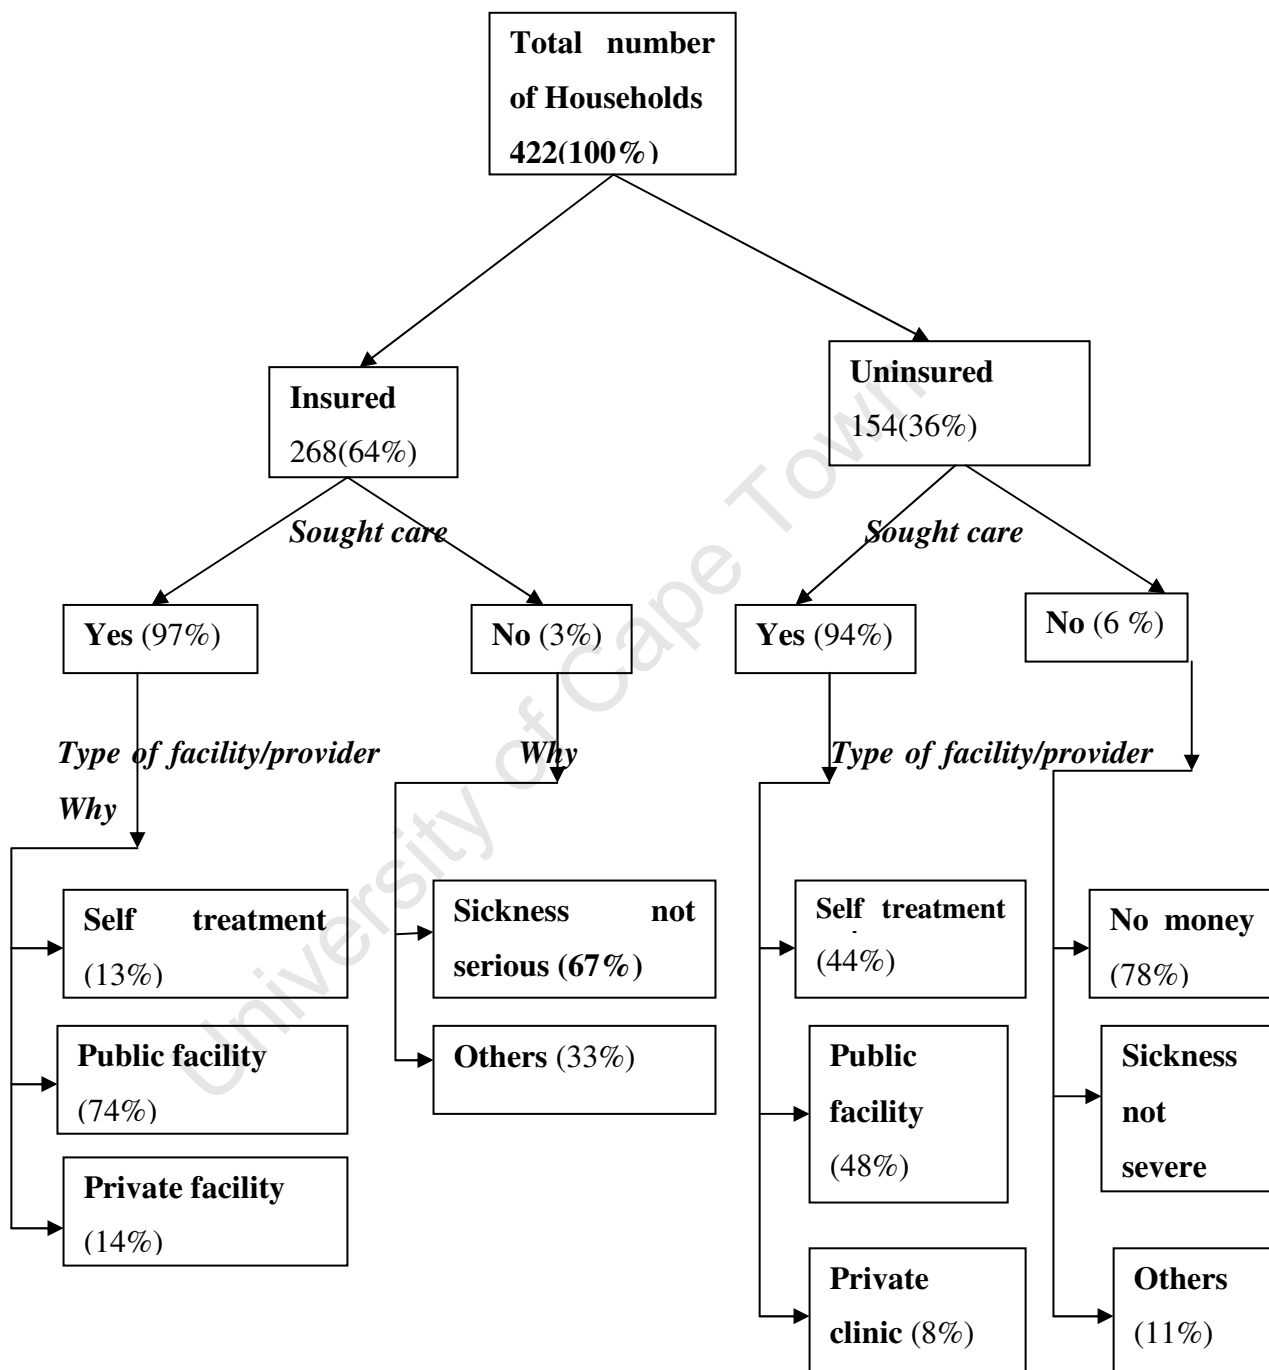 Total number
of Households
422(100%)
Insured
268(64%)
Uninsured
154(36%)
Sought care
Sought care
Yes (97%)
No (3%)
Yes (94%)
No (6 %)
Type of facility/provider
Why
Why
Type of facility/provider
Self treatment
(13%)
Public facility
(74%)
Private facility
(14%)
Sickness not
serious (67%)
Others (33%)
Self treatment
(44%)
Public
facility
(48%)
Private
clinic (8%)
No money
(78%)
Sickness
not
severe
Others
(11%)
University of Cape Town